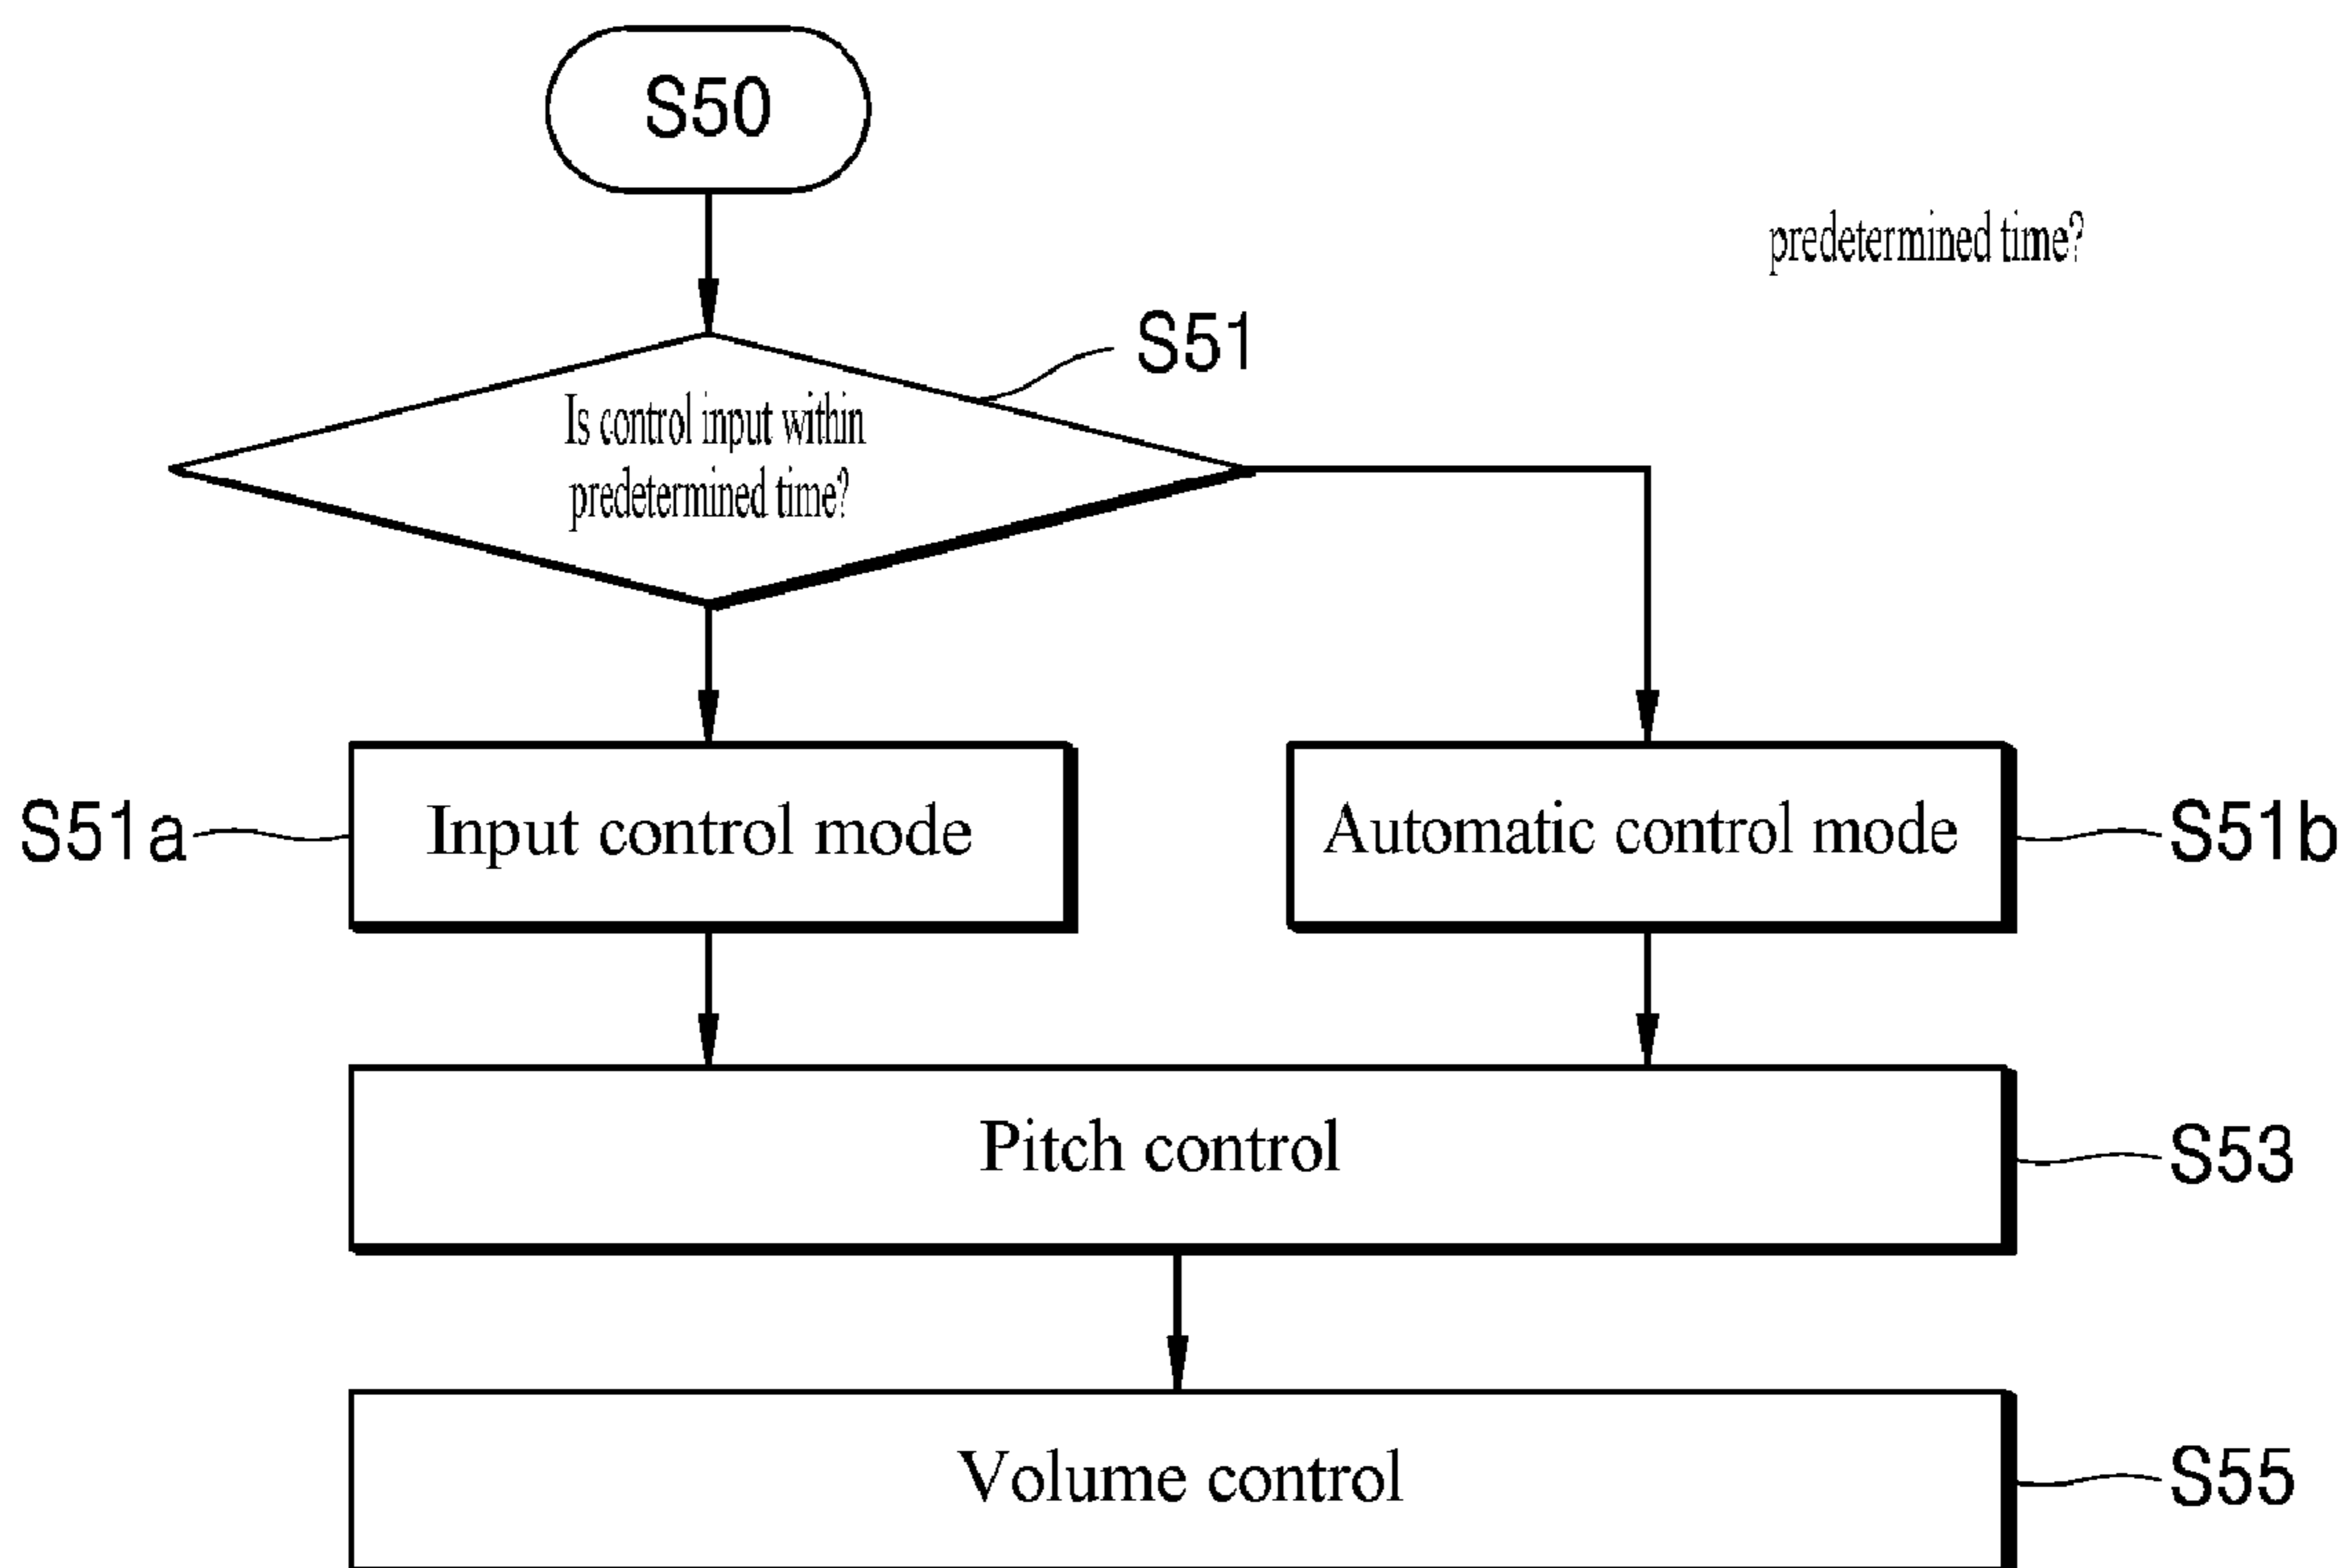 S50
predetermined time?
S51
Is control input within
predetermined time?
S51a
Input control mode
Automatic control mode
S51b
Pitch control
S53
Volume control
S55